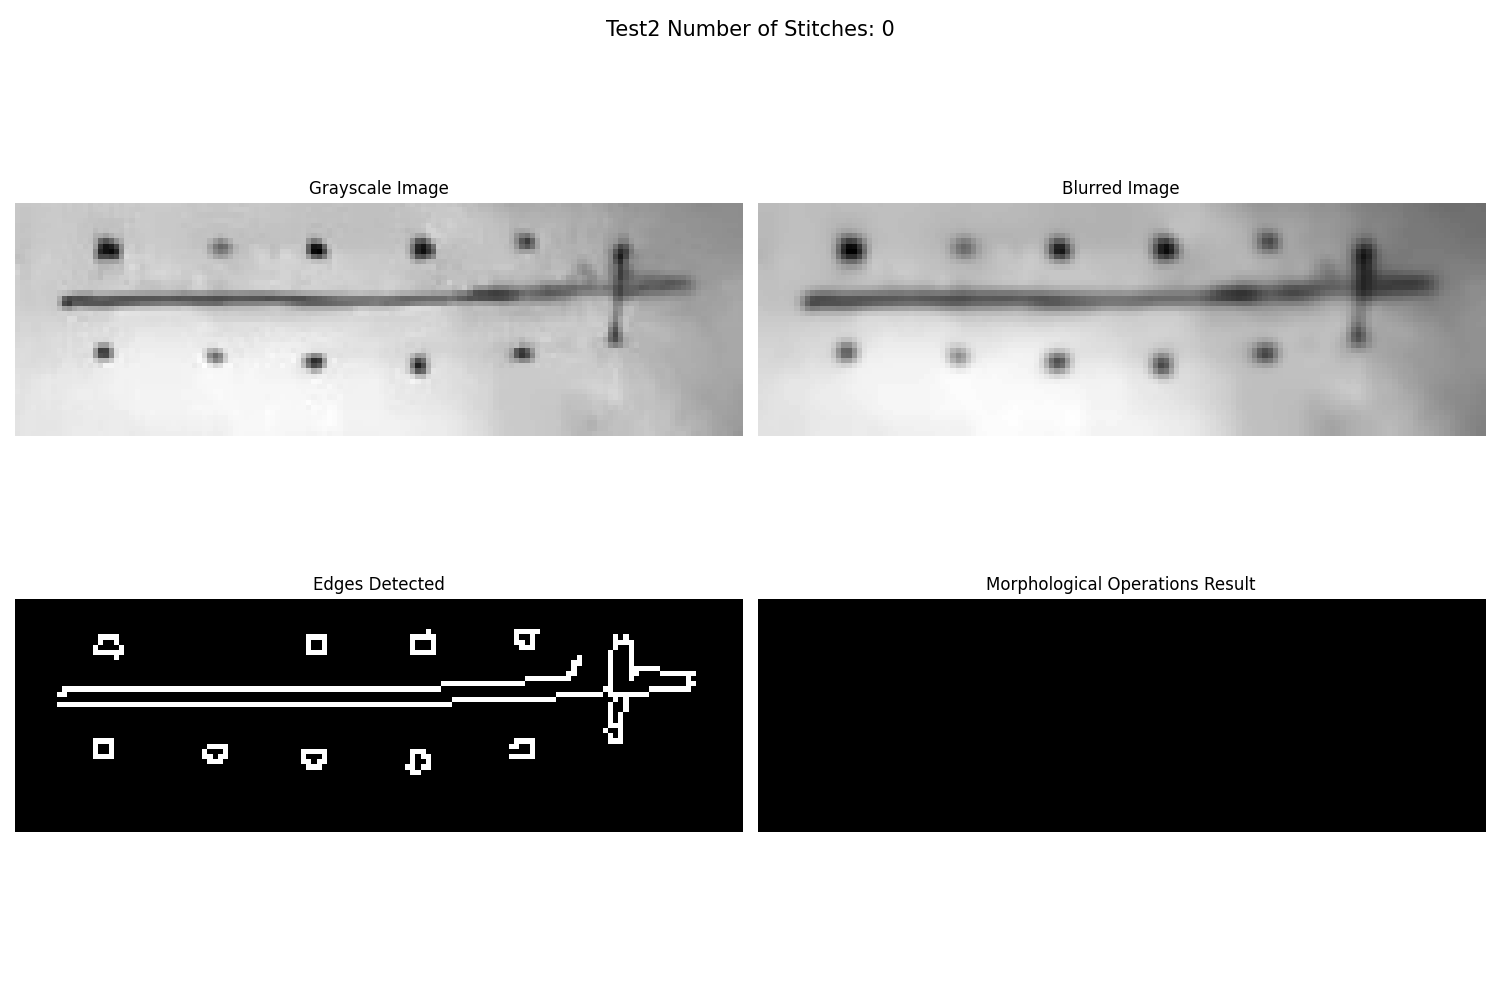 Test2 Number of Stitches: 0
Grayscale Image
Blurred Image
Edges Detected
Morphological Operations Result